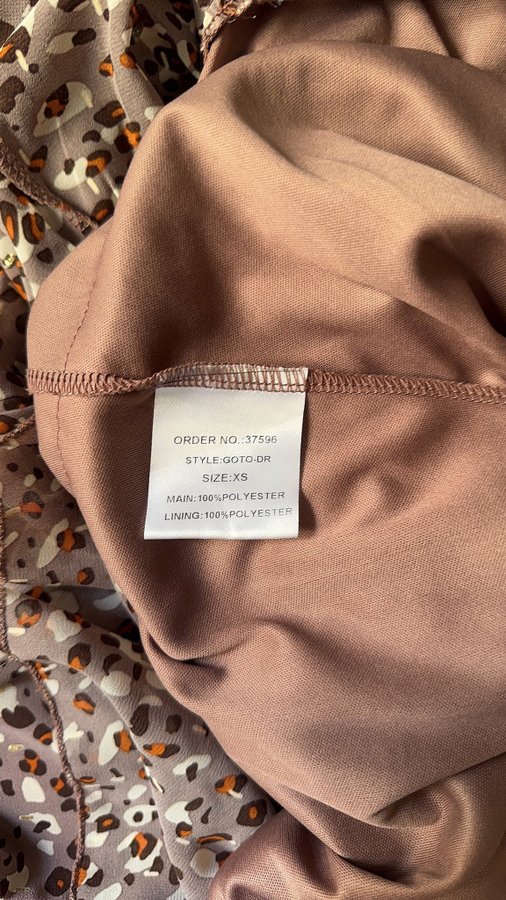 ORDER NO.:37596
STYLE:GOTO-DR
SIZE:XS
MAIN:100%POLYESTER
LINING:100%POLYESTER